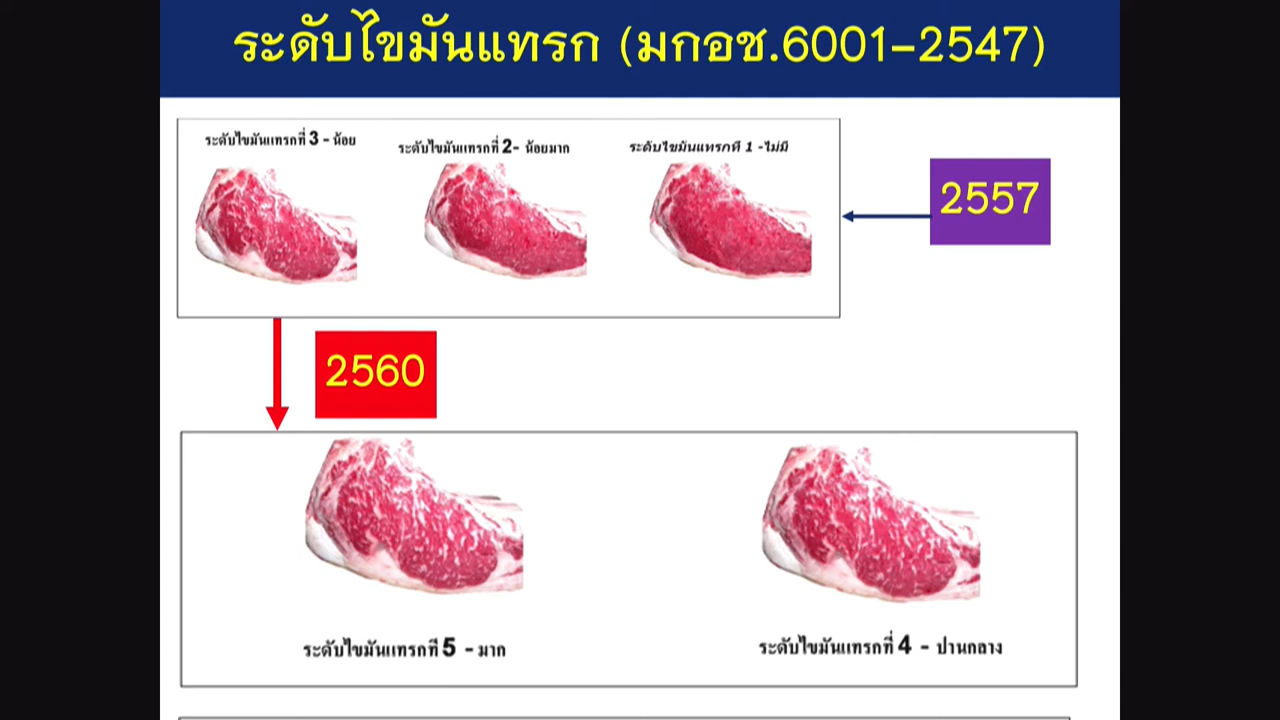 ระดับไขมันแทรก (มกอช.6001-2547)
ระดับไขมันแทรกที่ 3 - น้อย
ระดับไขมันแทรกที่ 2- น้อยมาก
ระดับไขมันแทรกที่ 1 -ไม่มี
2557
2560
ระดับไขมันแทรกที่ 5 - มาก
ระดับไขมันแทรกที่ 4 - ปานกลาง